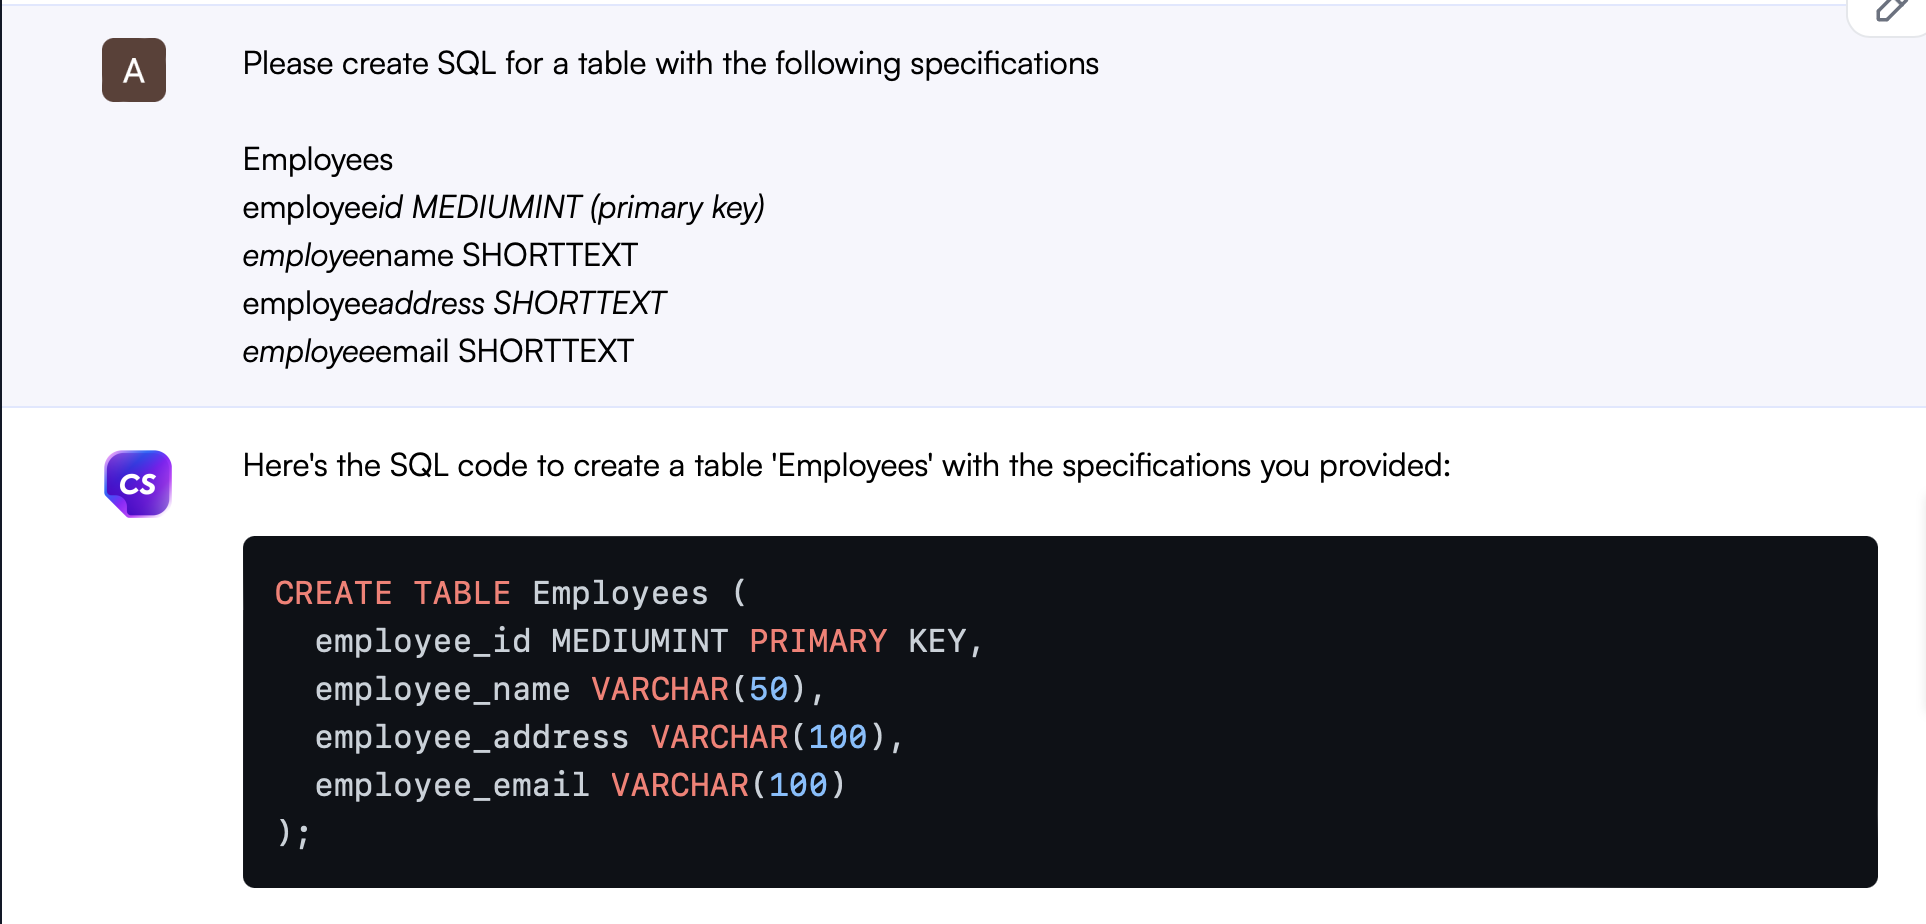 A
Please create SQL for a table with the following specifications
Employees
employeeid MEDIUMINT (primary key)
employeename SHORTTEXT
employeeaddress SHORTTEXT
employeeemail SHORTTEXT
CS
Here's the SQL code to create a table 'Employees' with the specifications you provided:
CREATE TABLE Employees (
  employee_id MEDIUMINT PRIMARY KEY,
  employee_name VARCHAR(50),
  employee_address VARCHAR(100),
  employee_email VARCHAR(100)
);